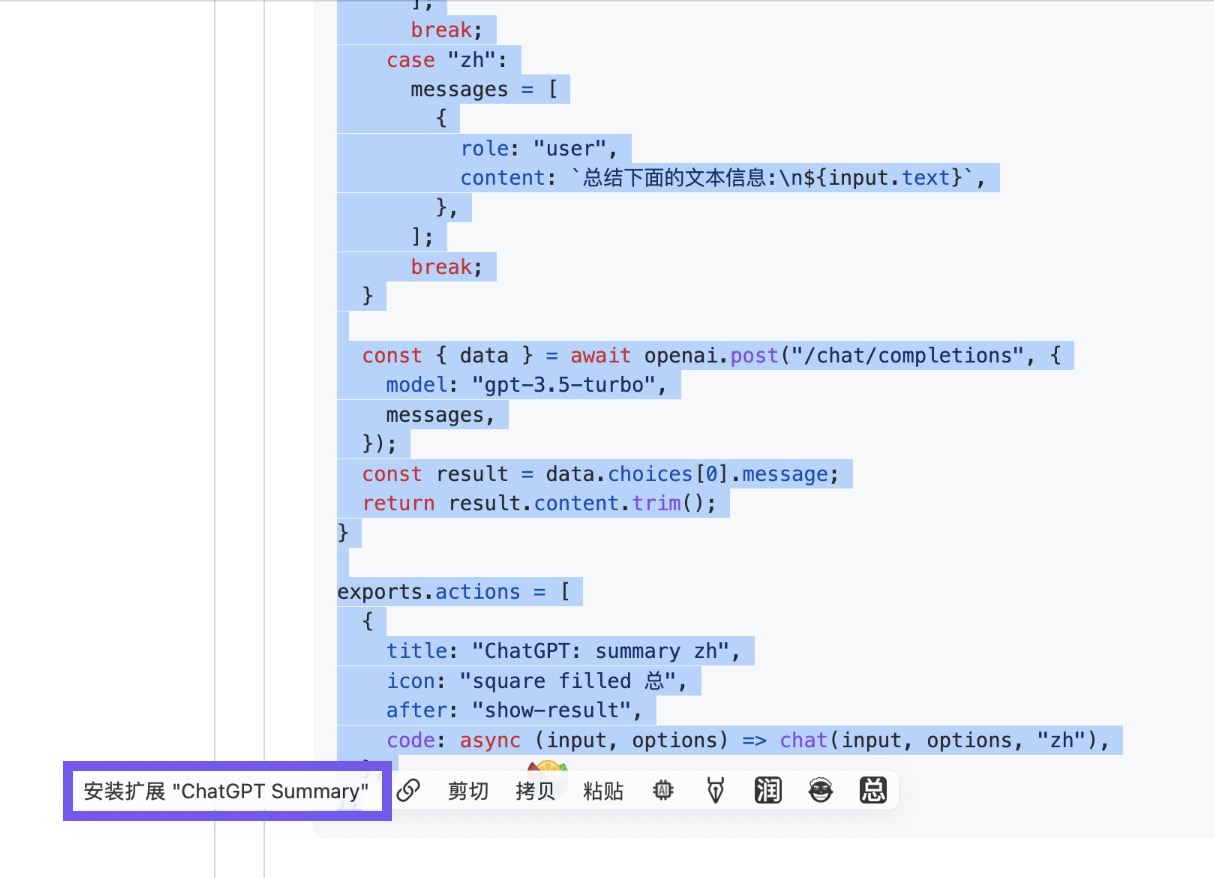 ];
break;
case "zh":
messages = [
{
role: "user",
content: `总结下面的文本信息:\n${input.text}`,
},
];
break;
}
const { data } = await openai.post("/chat/completions", {
model: "gpt-3.5-turbo",
messages,
});
const result = data.choices[0].message;
return result.content.trim();
}
exports.actions = [
{
title: "ChatGPT: summary zh",
icon: "square filled 总",
after: "show-result",
code: async (input, options) => chat(input, options, "zh"),
安装扩展 "ChatGPT Summary" 剪切 拷贝 粘贴 AI 润 总